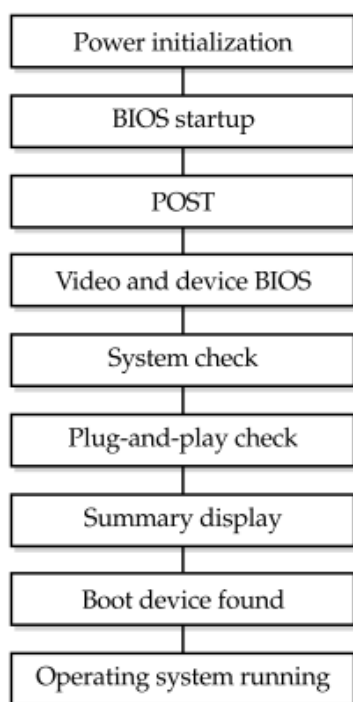 Power initialization
BIOS startup
POST
Video and device BIOS
System check
Plug-and-play check
Summary display
Boot device found
Operating system running